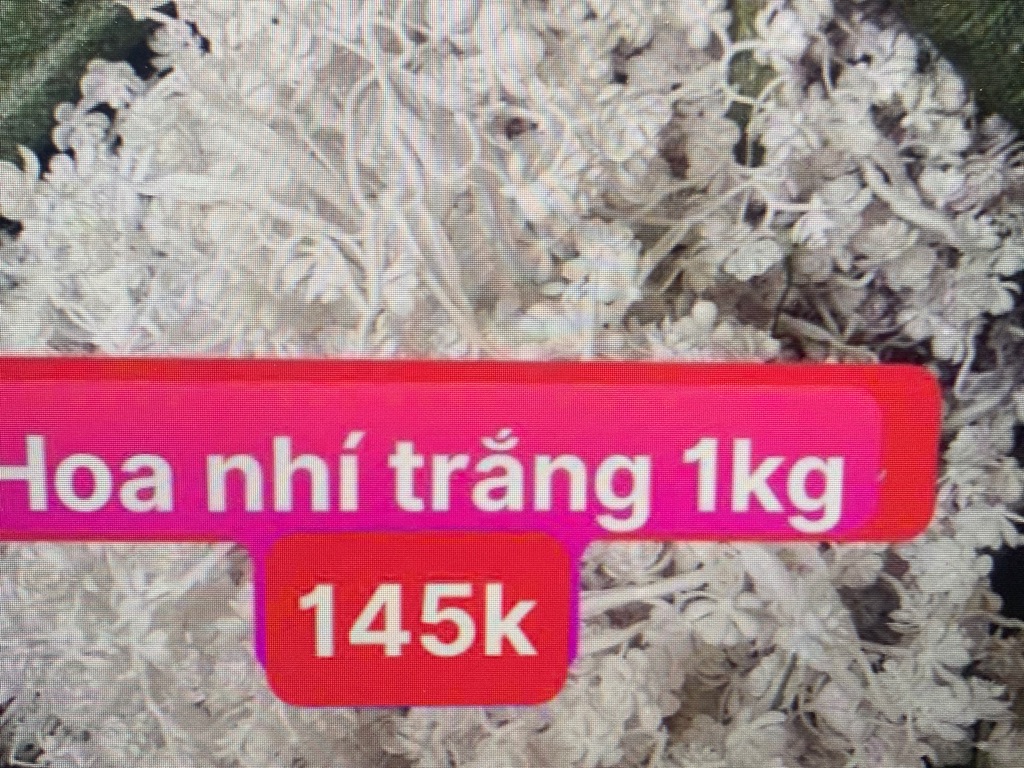 Hoa nhí trắng 1kg
145k